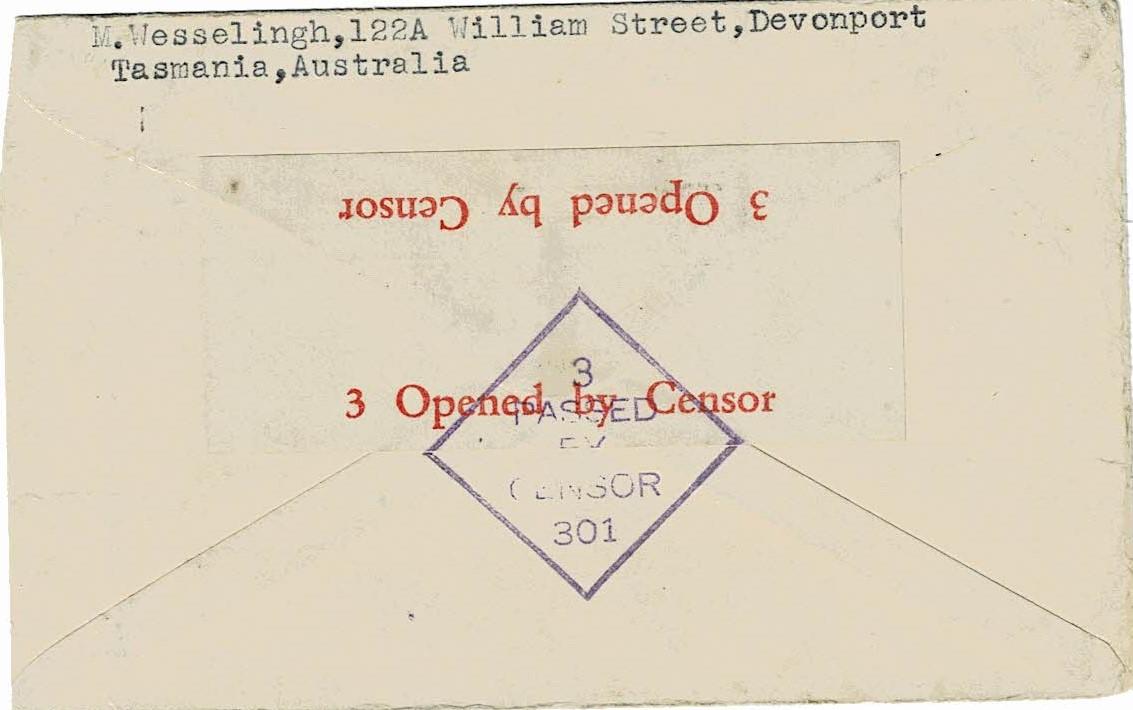 M.Wesselingh,122A William Street,Devonport
Tasmania,Australia
3 Opened by Censor
3 Opened by Censor
3
PASSED
BY
CENSOR
301